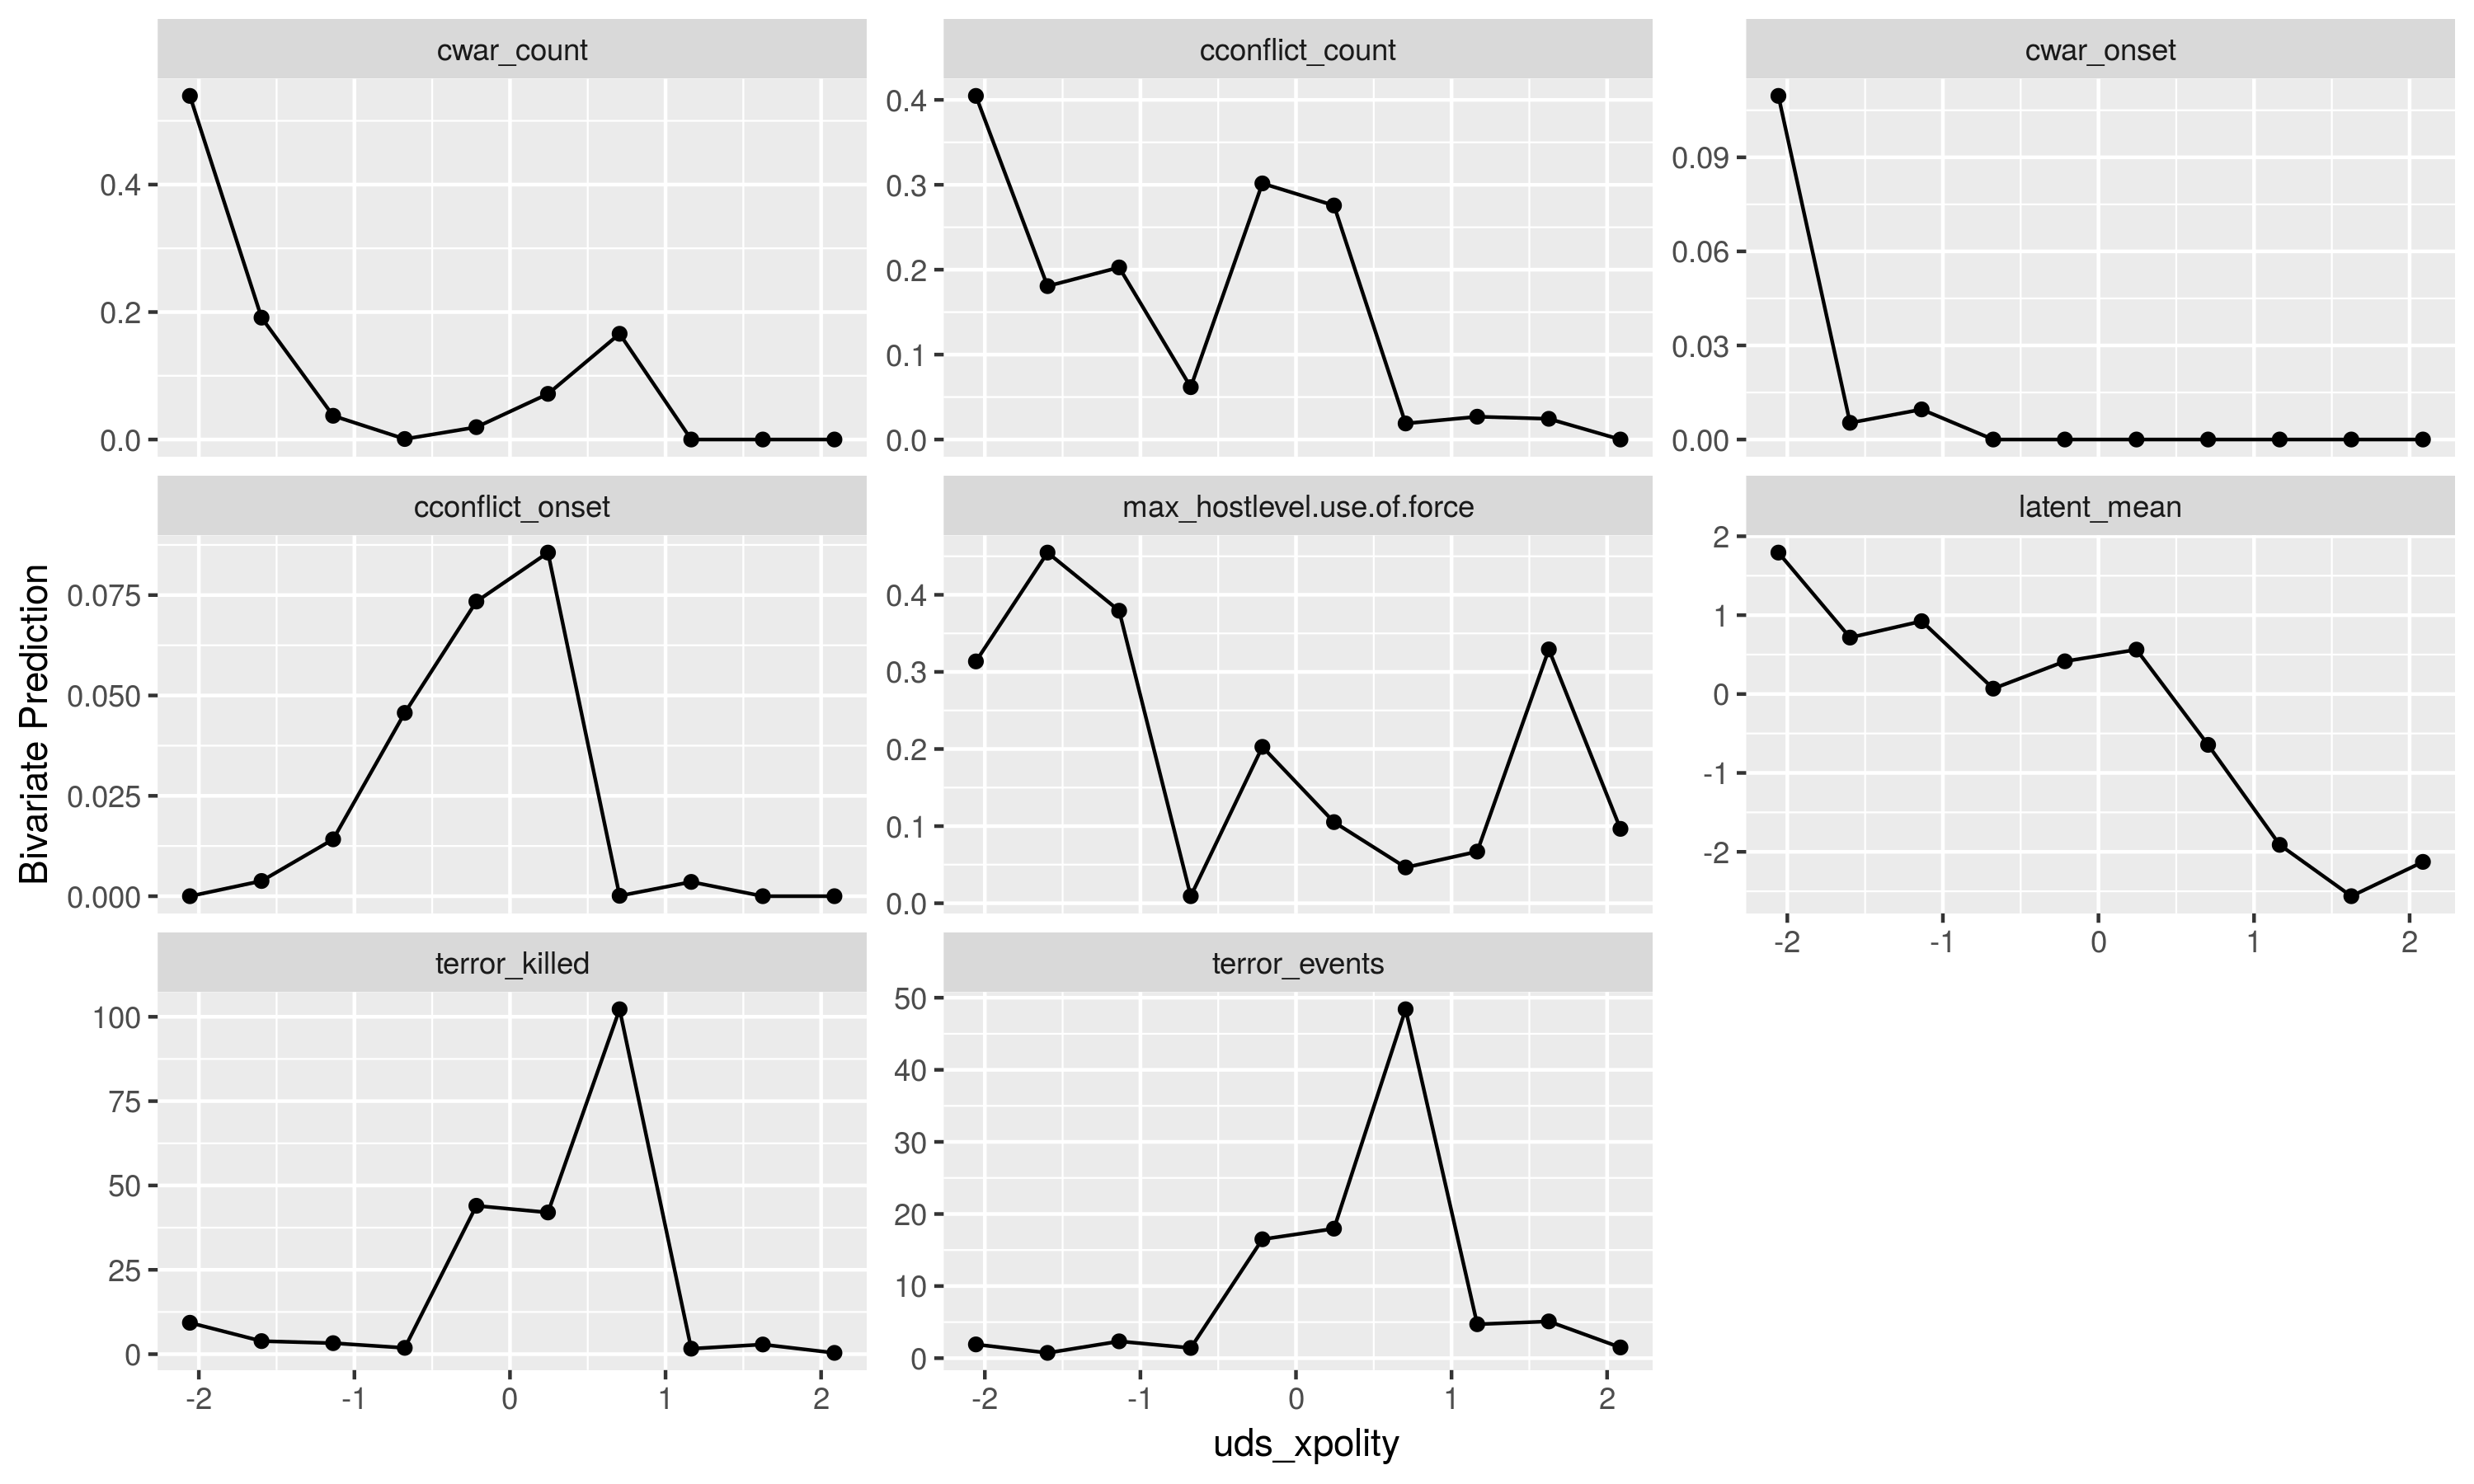 cwar_count
cconflict_count
cwar_onset
0.4
0.2
0.0
0.4
0.3
0.2
0.1
0.0
0.09
0.06
0.03
0.00
cconflict_onset
max_hostlevel.use.of.force
latent_mean
0.075
0.050
0.025
0.000
0.4
0.3
0.2
0.1
0.0
2
1
0
-1
-2
-2 -1 0 1 2
terror_killed
terror_events
100
75
50
25
0
50
40
30
20
10
0
-2 -1 0 1 2
-2 -1 0 1 2
Bivariate Prediction
uds_xpolity